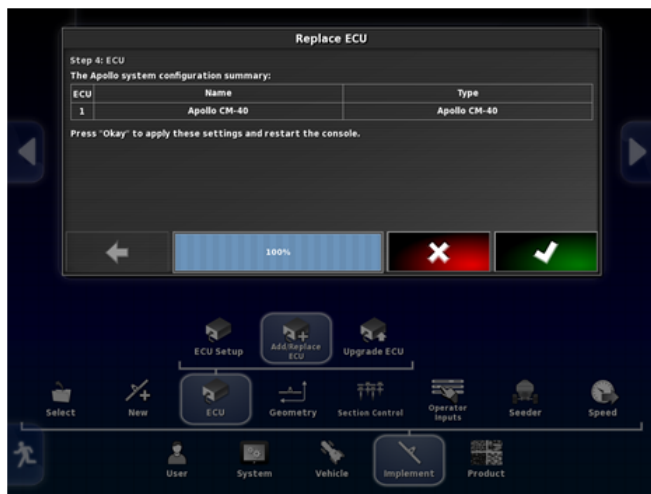 Replace ECU
Step 4: ECU
The Apollo system configuration summary:
ECU Name Type
1 Apollo CM-40 Apollo CM-40
Press "Okay" to apply these settings and restart the console.
100%
ECU Setup
Add/Replace
ECU
Upgrade ECU
Select
New
ECU
Geometry
Section Control
Operator
Inputs
Seeder
Speed
User
System
Vehicle
Implement
Product